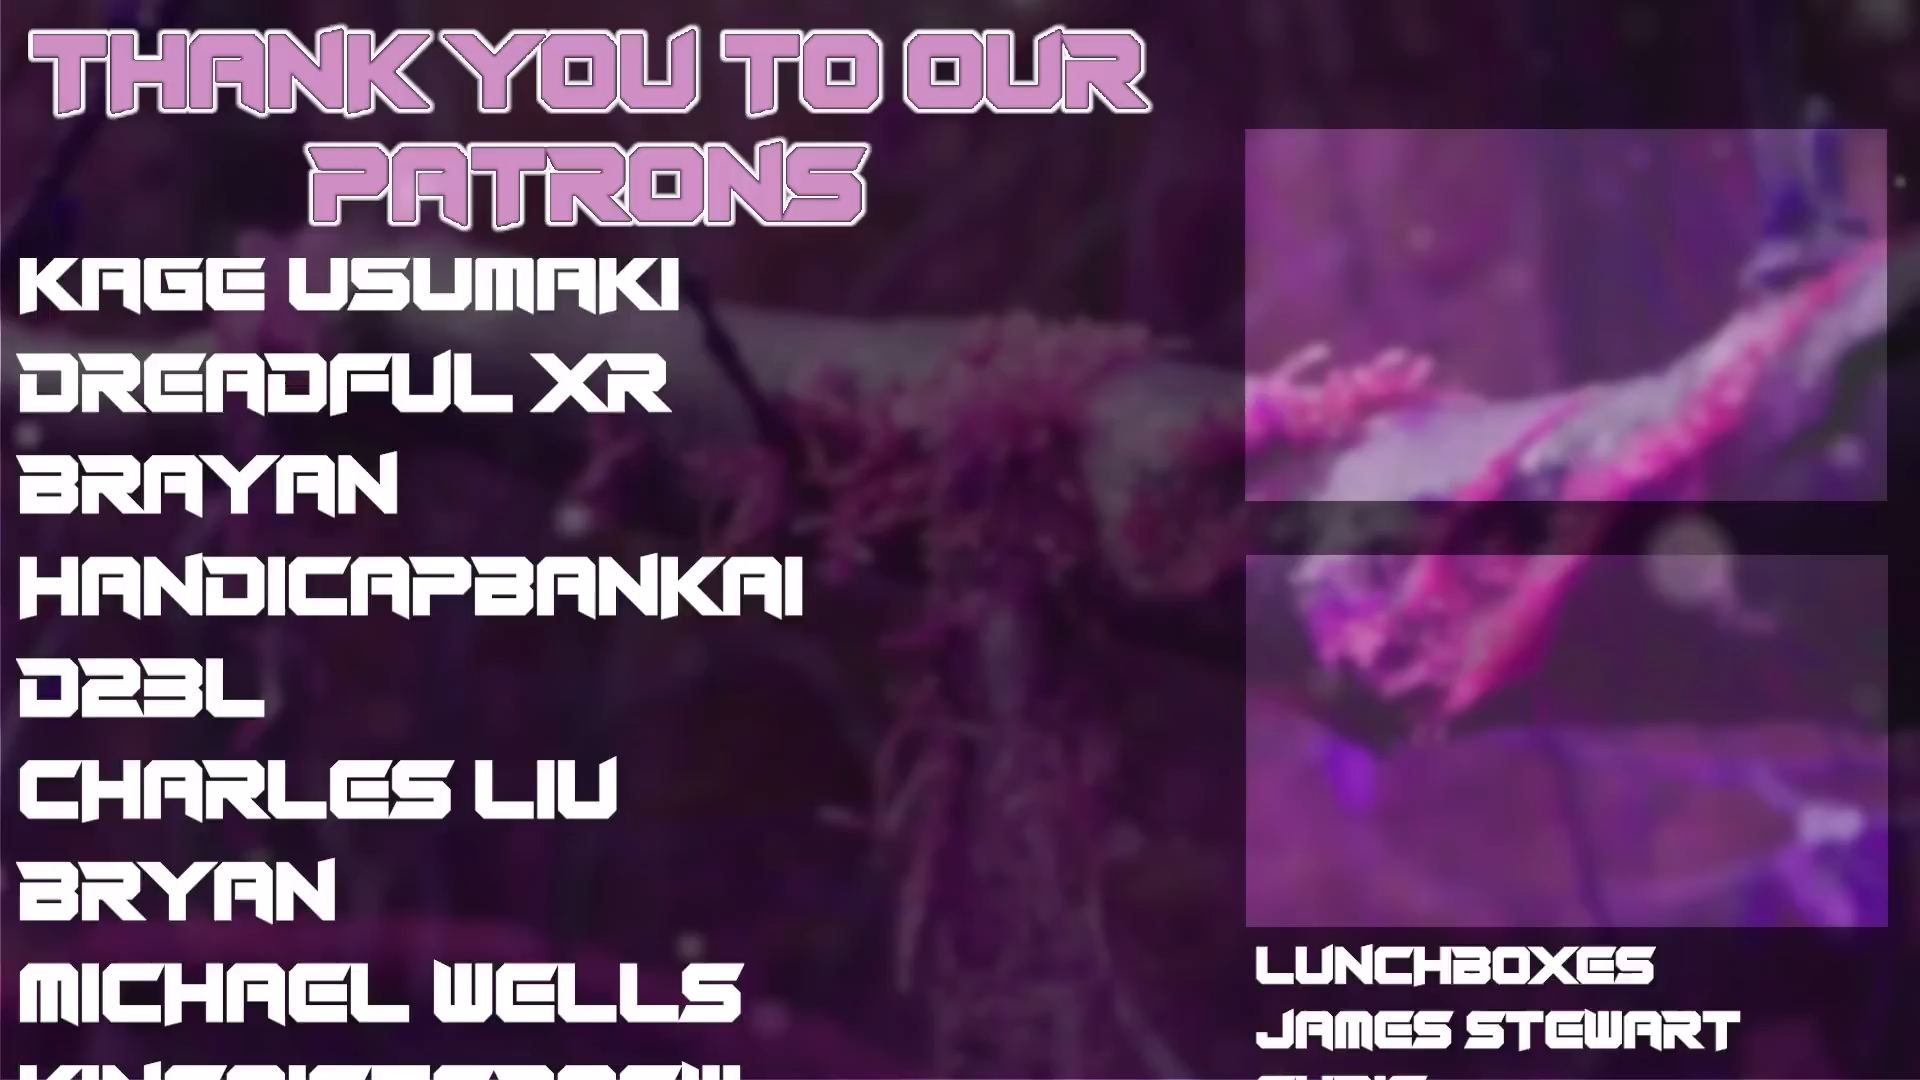 THANK YOU TO OUR
PATRONS
KAGE USUMAKI
DREADFUL XR
BRAYAN
HANDICAPBANKAI
D23L
CHARLES LIU
BRYAN
MICHAEL WELLS
LUNCHBOXES
JAMES STEWART